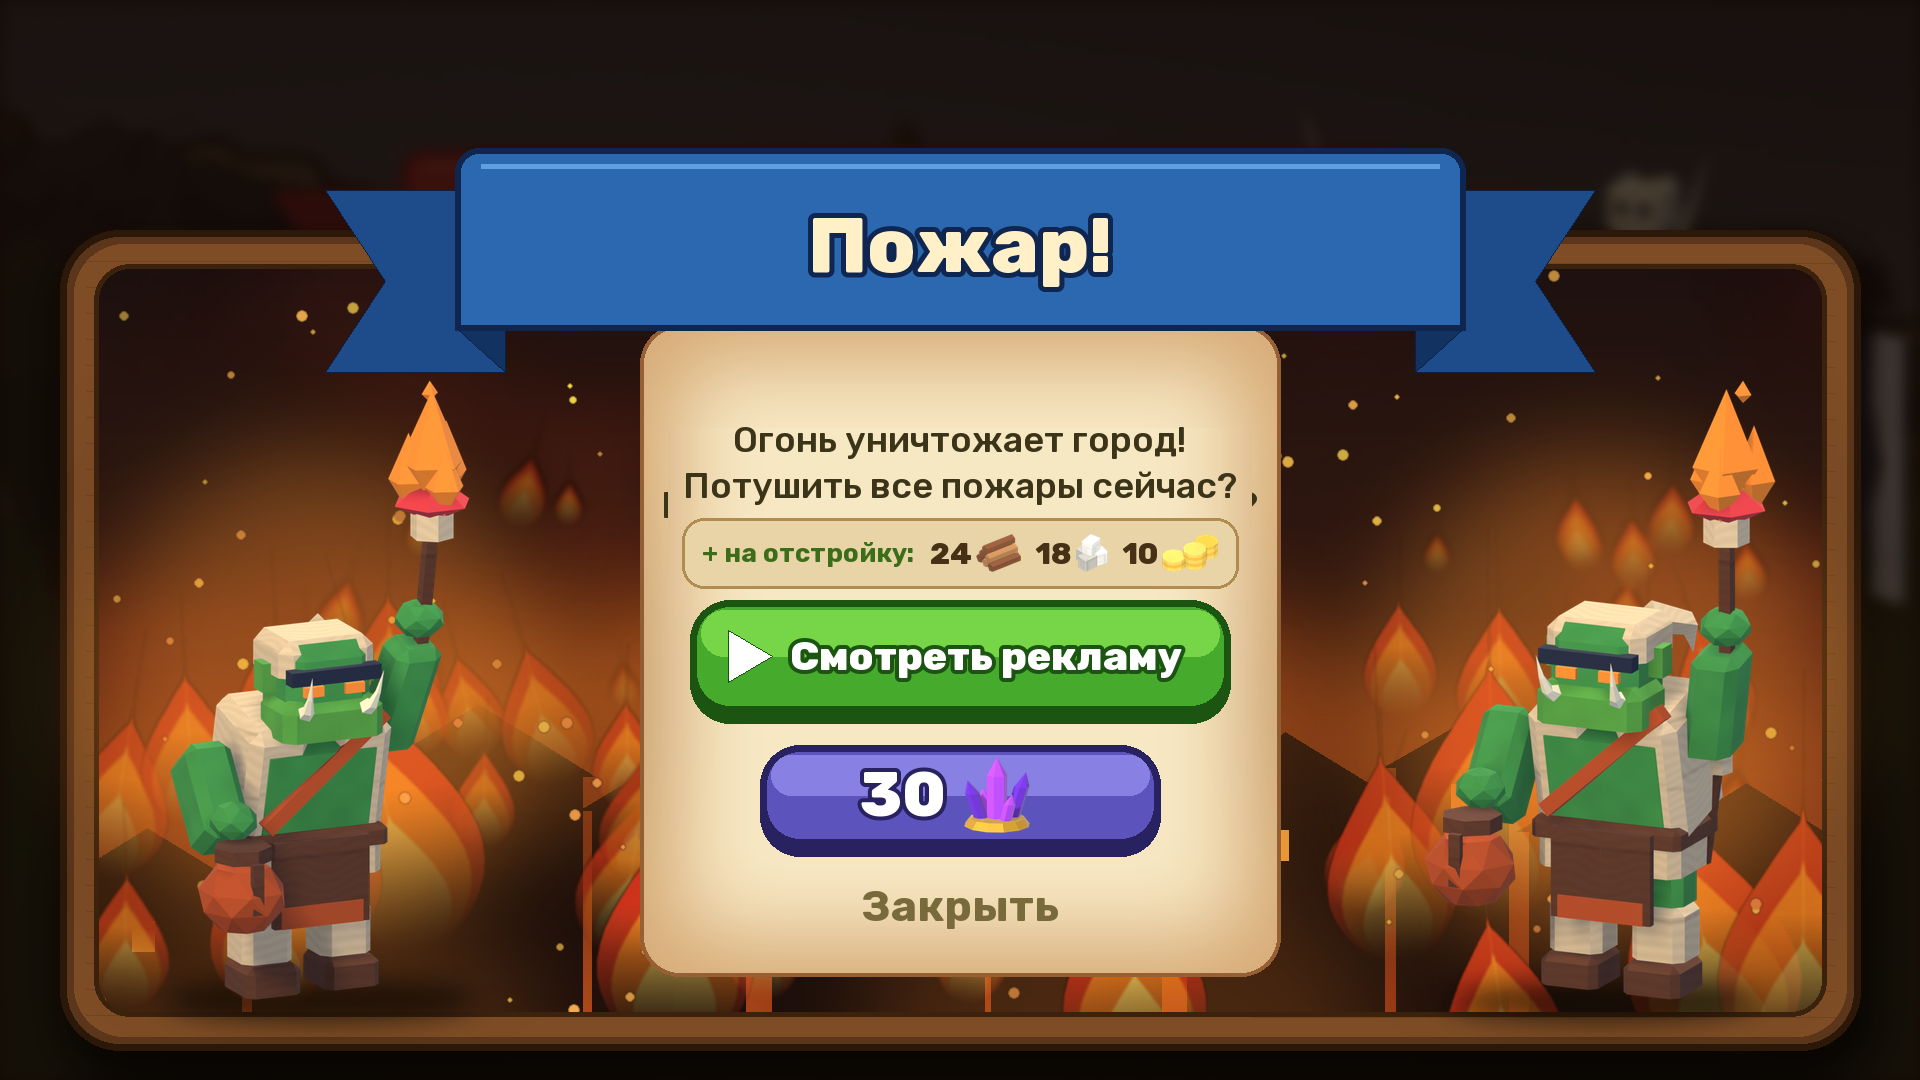 Пожар!
Огонь уничтожает город!
Потушить все пожары сейчас?
+ на отстройку: 24 18 10
Смотреть рекламу
30
Закрыть